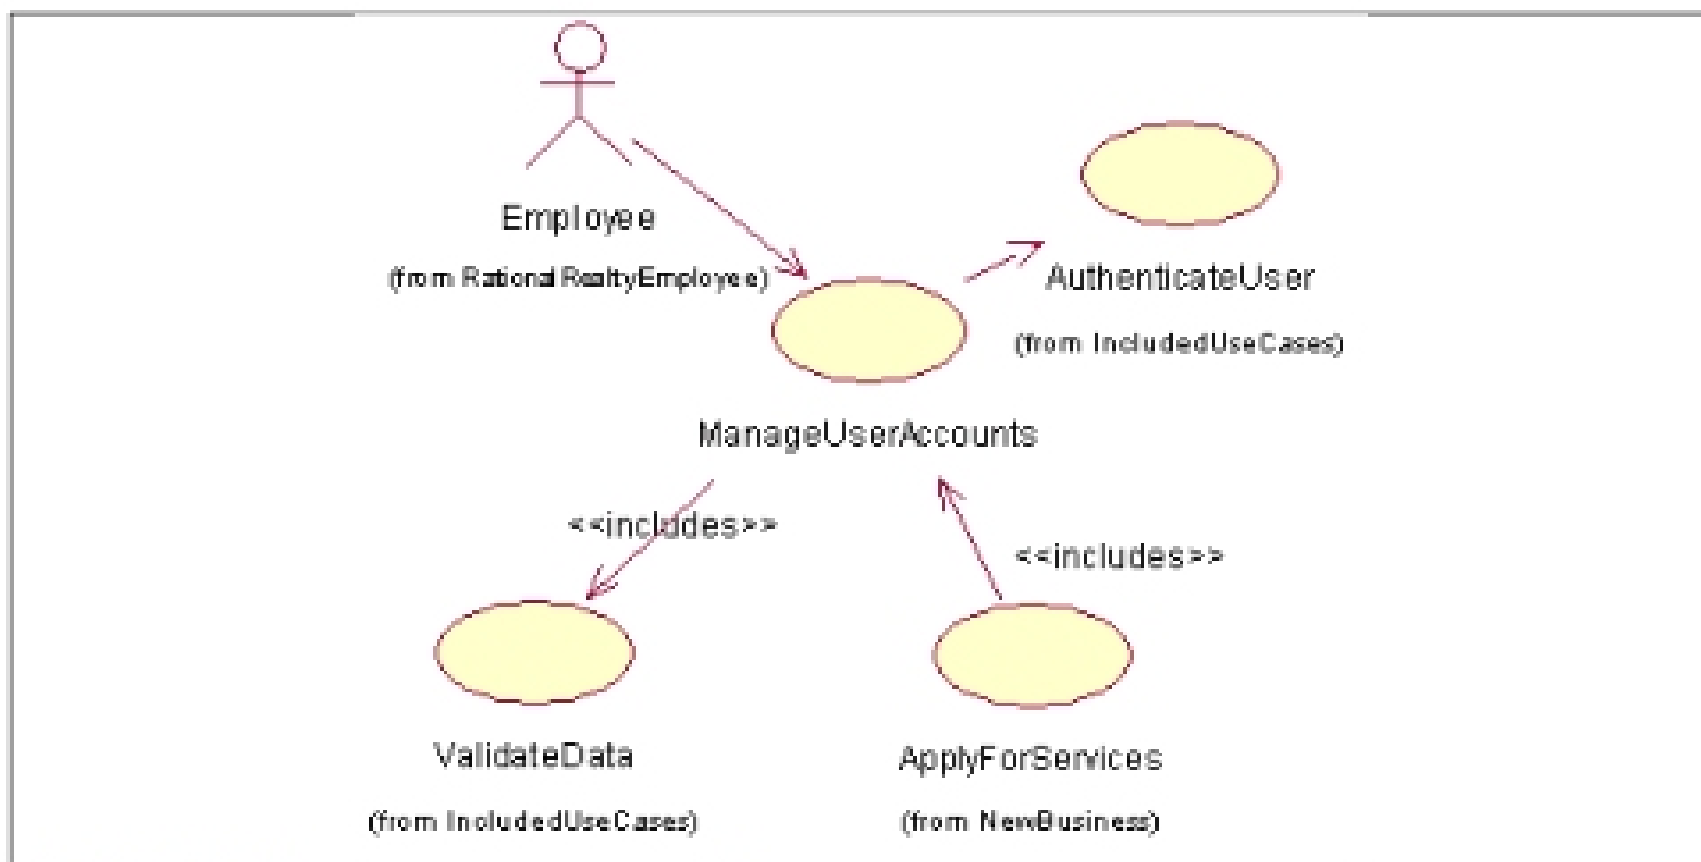 Employee
(from RationalRealtyEmployee)
AuthenticateUser
(from IncludedUseCases)
ManageUserAccounts
<<includes>>
<<includes>>
ValidateData
(from IncludedUseCases)
ApplyForServices
(from NewBusiness)